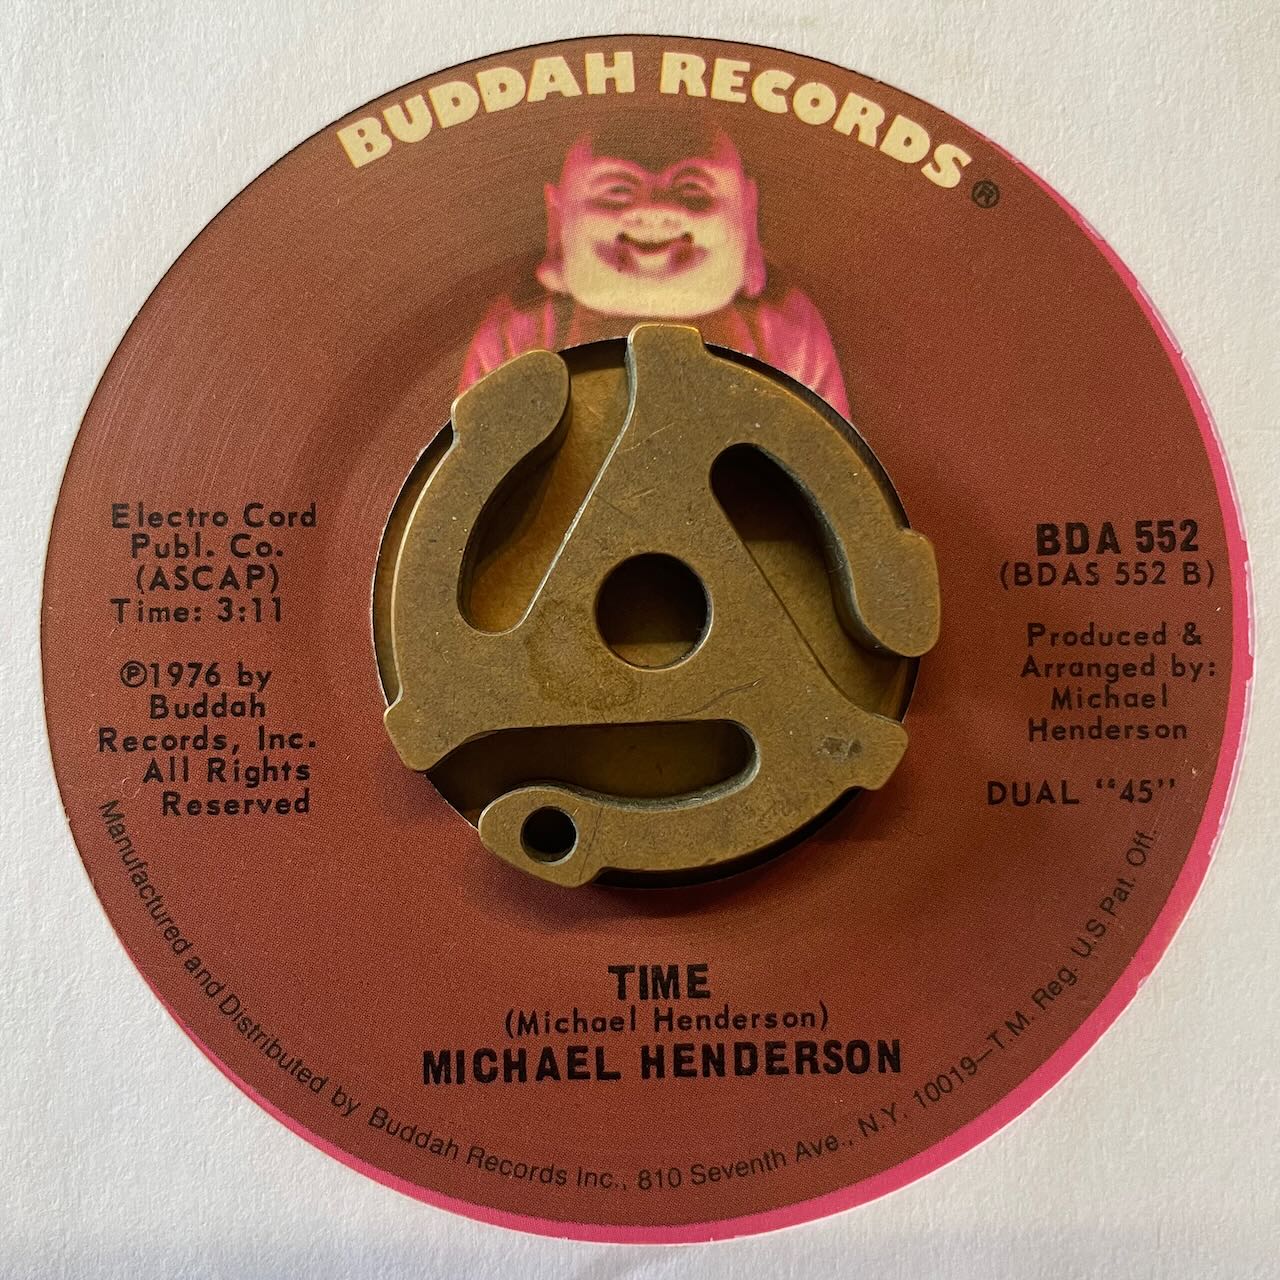 BUDDAH RECORDS®
Electro Cord
Publ. Co.
(ASCAP)
Time: 3:11
℗1976 by
Buddah
Records, Inc.
All Rights
Reserved
BDA 552
(BDAS 552 B)
Produced &
Arranged by:
Michael
Henderson
DUAL "45"
TIME
(Michael Henderson)
MICHAEL HENDERSON
Manufactured and Distributed by Buddah Records Inc., 810 Seventh Ave., N.Y. 10019—T.M. Reg. U.S. Pat. Off.